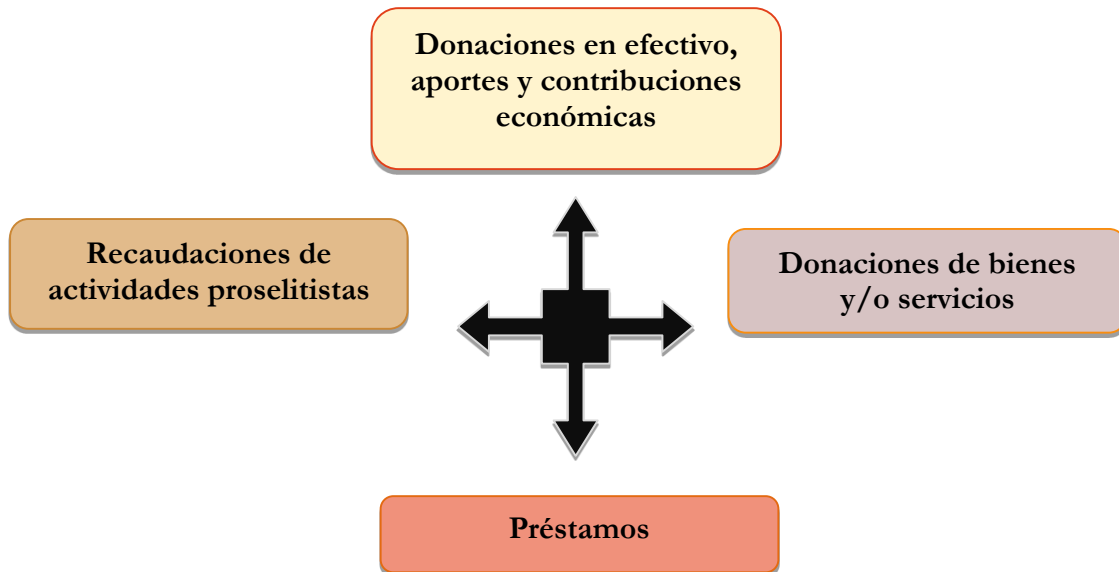 Donaciones en efectivo,
aportes y contribuciones
económicas
Recaudaciones de
actividades proselitistas
Donaciones de bienes
y/o servicios
Préstamos